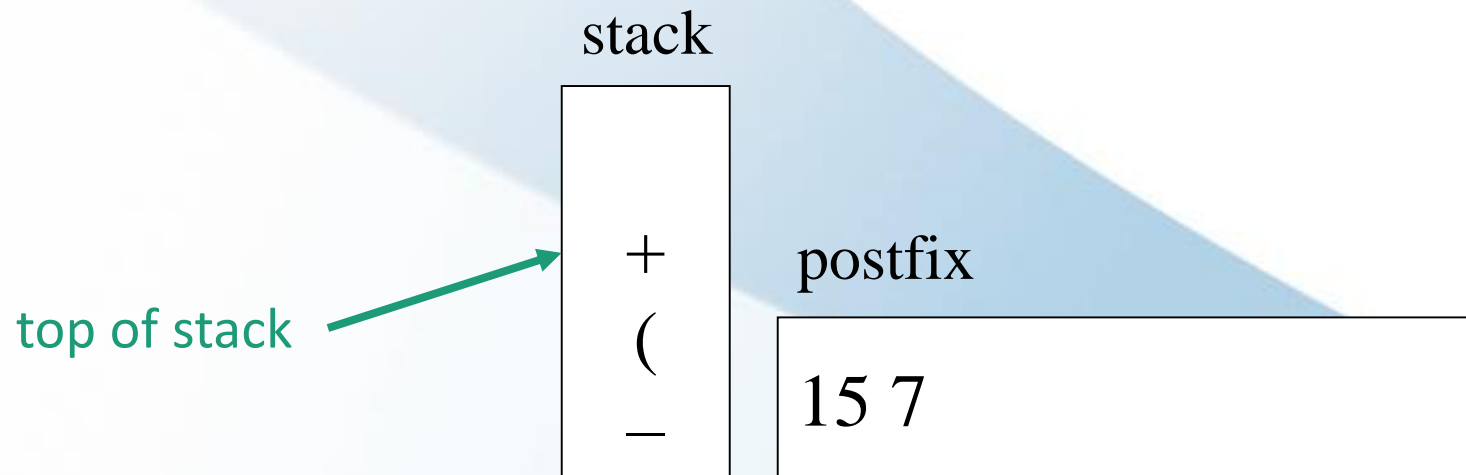 stack
+
postfix
top of stack
(
15 7
–